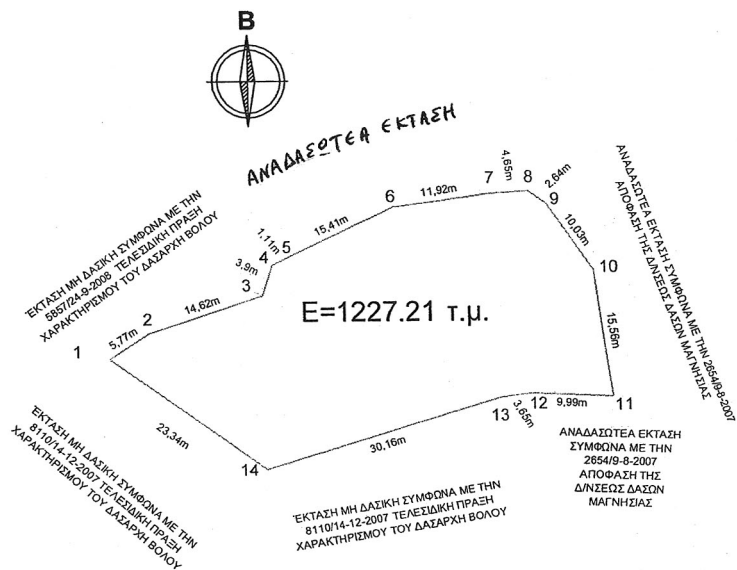 Β
ΑΝΑΔΑΣΩΤΕΑ ΕΚΤΑΣΗ
ΈΚΤΑΣΗ ΜΗ ΔΑΣΙΚΗ ΣΥΜΦΩΝΑ ΜΕ ΤΗΝ
5857/24-9-2008 ΤΕΛΕΣΙΔΙΚΗ ΠΡΑΞΗ
ΧΑΡΑΚΤΗΡΙΣΜΟΥ ΤΟΥ ΔΑΣΑΡΧΗ ΒΟΛΟΥ
ΑΝΑΔΑΣΩΤΕΑ ΕΚΤΑΣΗ ΣΥΜΦΩΝΑ ΜΕ ΤΗΝ 2654/9-8-2007
ΑΠΟΦΑΣΗ ΤΗΣ Δ/ΝΣΕΩΣ ΔΑΣΩΝ ΜΑΓΝΗΣΙΑΣ
1
5,77m
2
14,62m
3
3,9m
4
1,11m
5
15,41m
6
11,92m
7
4,65m
8
2,64m
9
10,03m
10
15,56m
11
9,99m
12
3,65m
13
30,16m
14
23,34m
E=1227.21 τ.μ.
ΈΚΤΑΣΗ ΜΗ ΔΑΣΙΚΗ ΣΥΜΦΩΝΑ ΜΕ ΤΗΝ
8110/14-12-2007 ΤΕΛΕΣΙΔΙΚΗ ΠΡΑΞΗ
ΧΑΡΑΚΤΗΡΙΣΜΟΥ ΤΟΥ ΔΑΣΑΡΧΗ ΒΟΛΟΥ
ΈΚΤΑΣΗ ΜΗ ΔΑΣΙΚΗ ΣΥΜΦΩΝΑ ΜΕ ΤΗΝ
8110/14-12-2007 ΤΕΛΕΣΙΔΙΚΗ ΠΡΑΞΗ
ΧΑΡΑΚΤΗΡΙΣΜΟΥ ΤΟΥ ΔΑΣΑΡΧΗ ΒΟΛΟΥ
ΑΝΑΔΑΣΩΤΕΑ ΕΚΤΑΣΗ
ΣΥΜΦΩΝΑ ΜΕ ΤΗΝ
2654/9-8-2007
ΑΠΟΦΑΣΗ ΤΗΣ
Δ/ΝΣΕΩΣ ΔΑΣΩΝ
ΜΑΓΝΗΣΙΑΣ